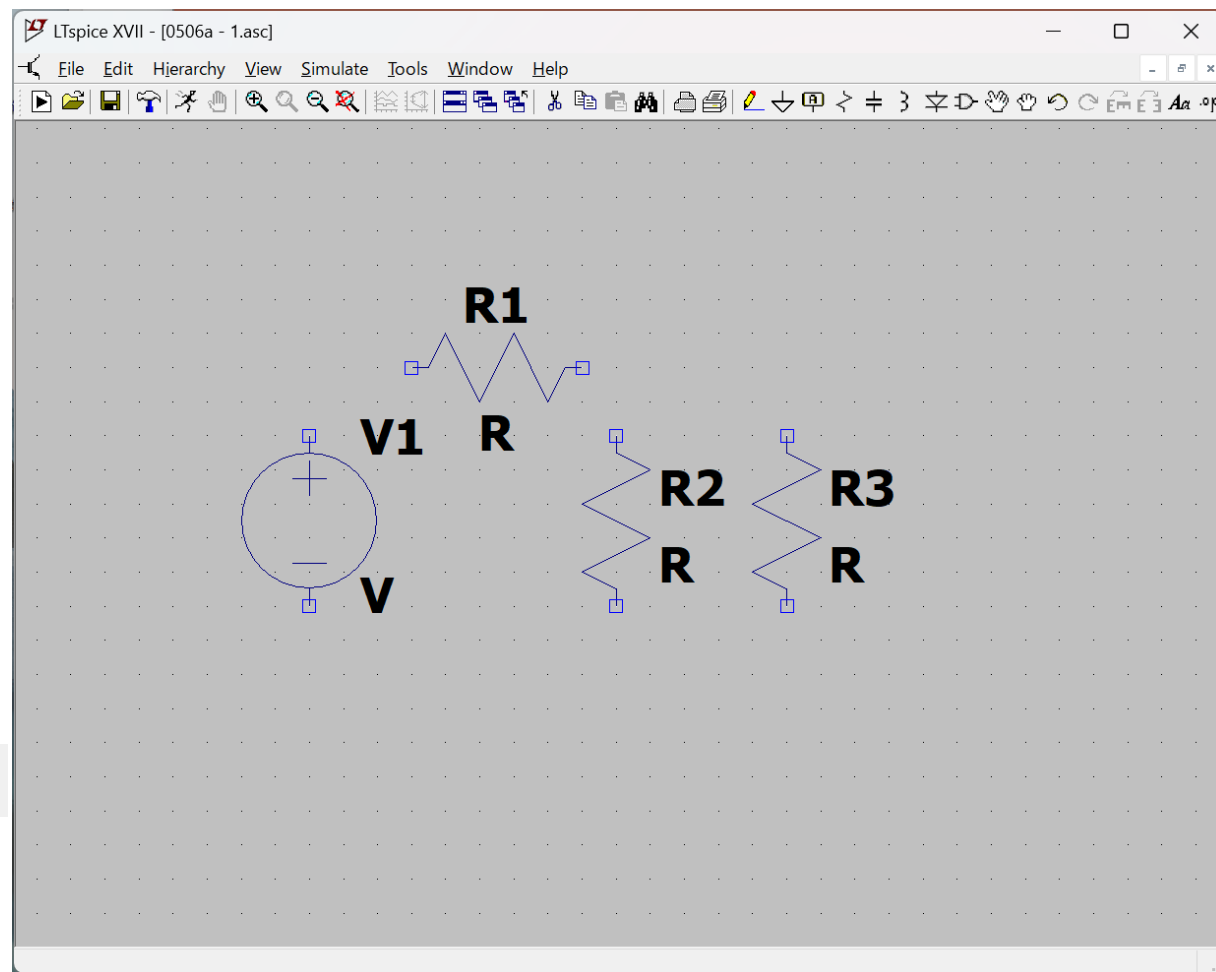 LTspice XVII - [0506a - 1.asc]
File Edit Hierarchy View Simulate Tools Window Help
R1
R
V1
V
R2
R
R3
R